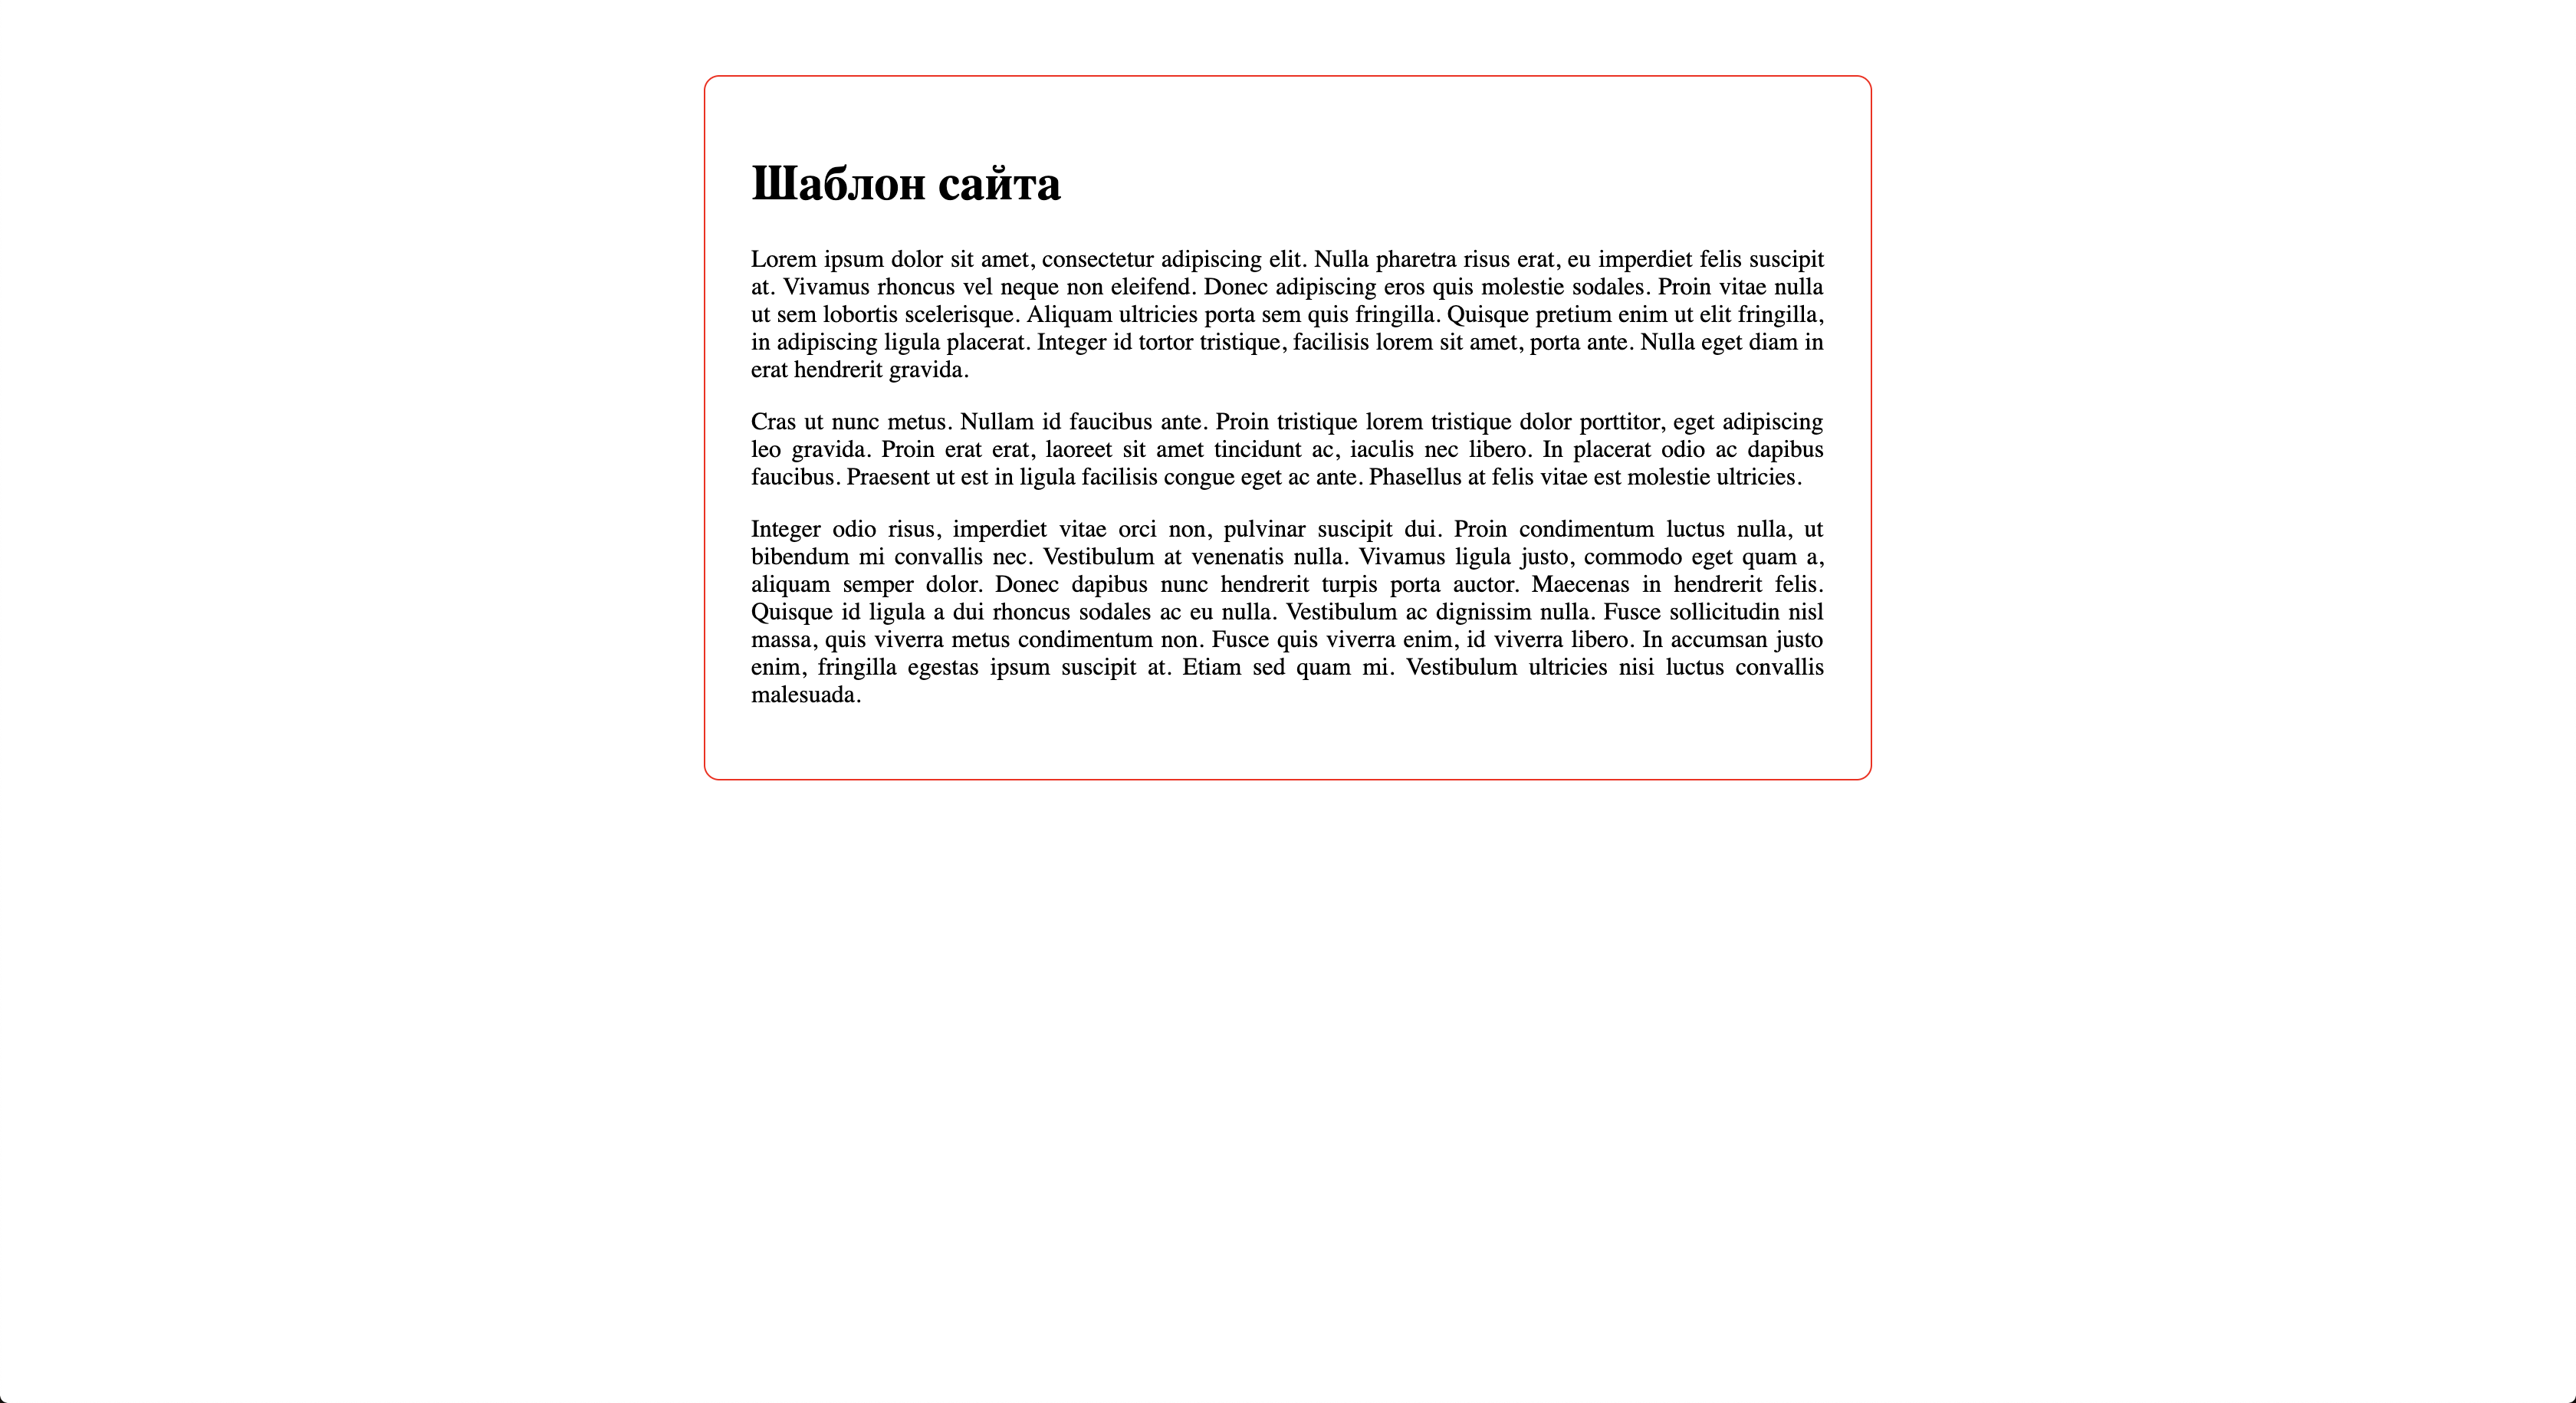 Шаблон сайта
Lorem ipsum dolor sit amet, consectetur adipiscing elit. Nulla pharetra risus erat, eu imperdiet felis suscipit
at. Vivamus rhoncus vel neque non eleifend. Donec adipiscing eros quis molestie sodales. Proin vitae nulla
ut sem lobortis scelerisque. Aliquam ultricies porta sem quis fringilla. Quisque pretium enim ut elit fringilla,
in adipiscing ligula placerat. Integer id tortor tristique, facilisis lorem sit amet, porta ante. Nulla eget diam in
erat hendrerit gravida.
Cras ut nunc metus. Nullam id faucibus ante. Proin tristique lorem tristique dolor porttitor, eget adipiscing
leo gravida. Proin erat erat, laoreet sit amet tincidunt ac, iaculis nec libero. In placerat odio ac dapibus
faucibus. Praesent ut est in ligula facilisis congue eget ac ante. Phasellus at felis vitae est molestie ultricies.
Integer odio risus, imperdiet vitae orci non, pulvinar suscipit dui. Proin condimentum luctus nulla, ut
bibendum mi convallis nec. Vestibulum at venenatis nulla. Vivamus ligula justo, commodo eget quam a,
aliquam semper dolor. Donec dapibus nunc hendrerit turpis porta auctor. Maecenas in hendrerit felis.
Quisque id ligula a dui rhoncus sodales ac eu nulla. Vestibulum ac dignissim nulla. Fusce sollicitudin nisl
massa, quis viverra metus condimentum non. Fusce quis viverra enim, id viverra libero. In accumsan justo
enim, fringilla egestas ipsum suscipit at. Etiam sed quam mi. Vestibulum ultricies nisi luctus convallis
malesuada.